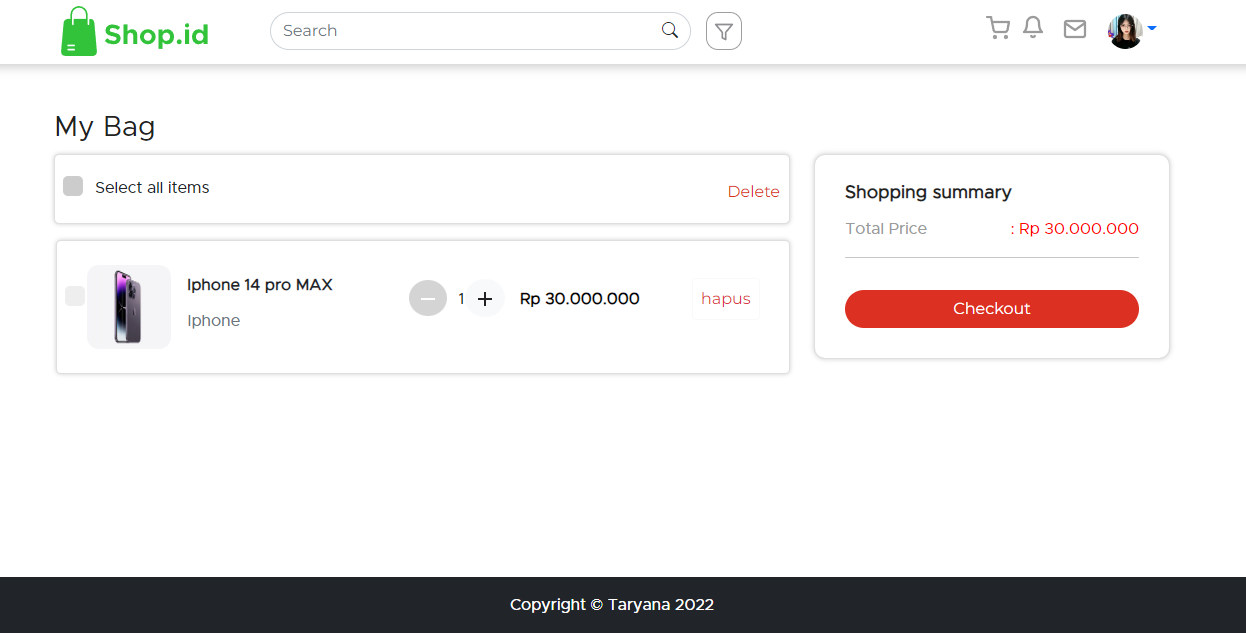 Shop.id
Search
My Bag
Select all items
Delete
Iphone 14 pro MAX
Iphone
1
Rp 30.000.000
hapus
Shopping summary
Total Price : Rp 30.000.000
Checkout
Copyright © Taryana 2022